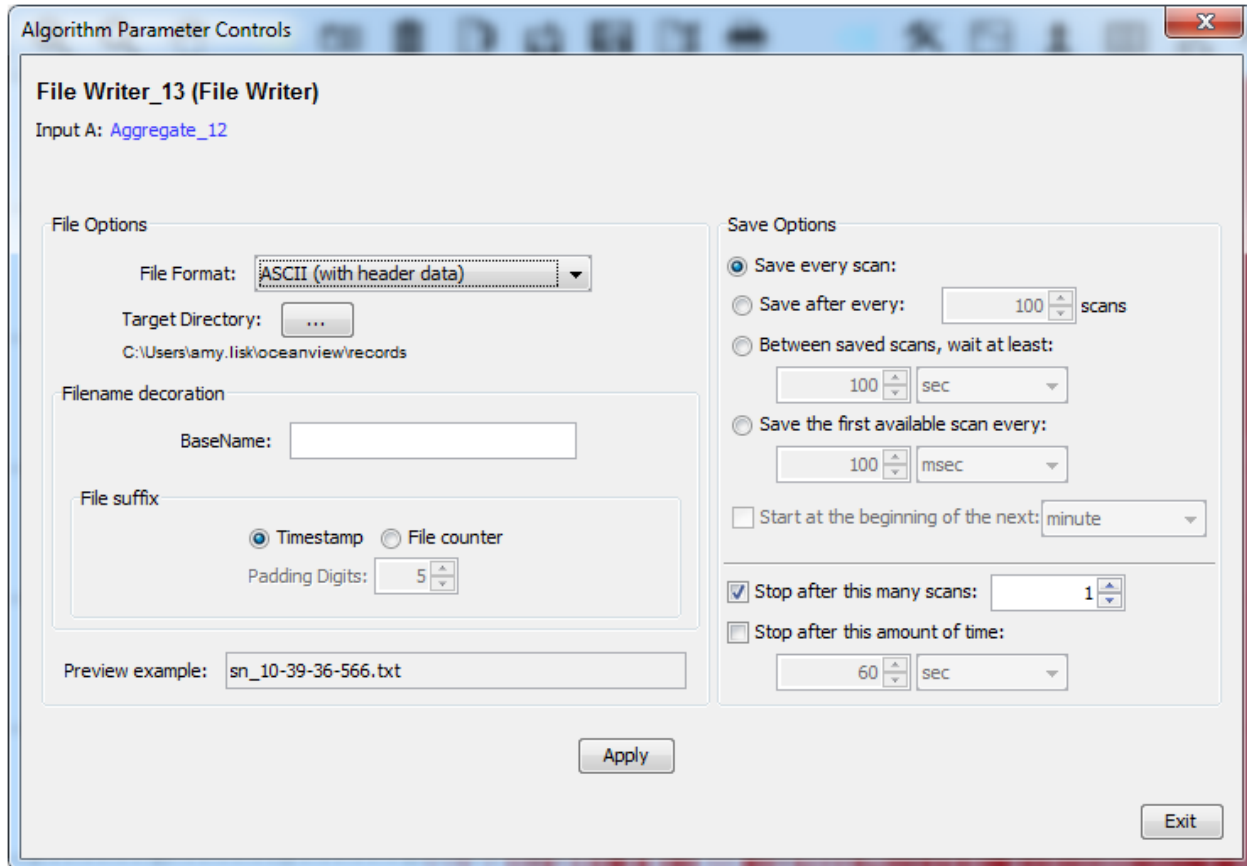 Algorithm Parameter Controls
X
File Writer_13 (File Writer)
Input A: Aggregate_12
File Options
File Format: ASCII (with header data)
Target Directory: ...
C:\Users\amy.lisk\oceanview\records
Filename decoration
BaseName:
File suffix
Timestamp File counter
Padding Digits: 5
Preview example: sn_10-39-36-566.txt
Save Options
Save every scan:
Save after every: 100 scans
Between saved scans, wait at least:
100 sec
Save the first available scan every:
100 msec
Start at the beginning of the next: minute
Stop after this many scans: 1
Stop after this amount of time:
60 sec
Apply
Exit